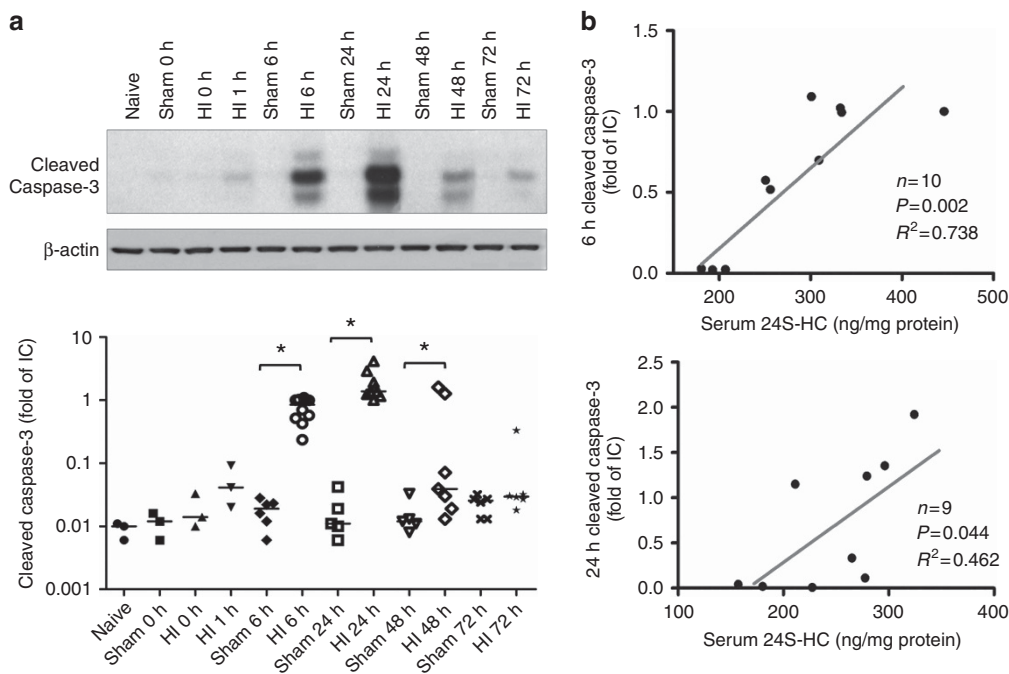 a
Naive
Sham 0 h
HI 0 h
HI 1 h
Sham 6 h
HI 6 h
Sham 24 h
HI 24 h
Sham 48 h
HI 48 h
Sham 72 h
HI 72 h
Cleaved
Caspase-3
β-actin
Cleaved caspase-3 (fold of IC)
10
1
0.1
0.01
0.001
*
*
*
Naive
Sham 0 h
HI 0 h
HI 1 h
Sham 6 h
HI 6 h
Sham 24 h
HI 24 h
Sham 48 h
HI 48 h
Sham 72 h
HI 72 h
b
6 h cleaved caspase-3
(fold of IC)
1.5
1.0
0.5
0.0
n=10
P=0.002
R²=0.738
200
300
400
500
Serum 24S-HC (ng/mg protein)
24 h cleaved caspase-3
(fold of IC)
2.5
2.0
1.5
1.0
0.5
0.0
n=9
P=0.044
R²=0.462
100
200
300
400
Serum 24S-HC (ng/mg protein)